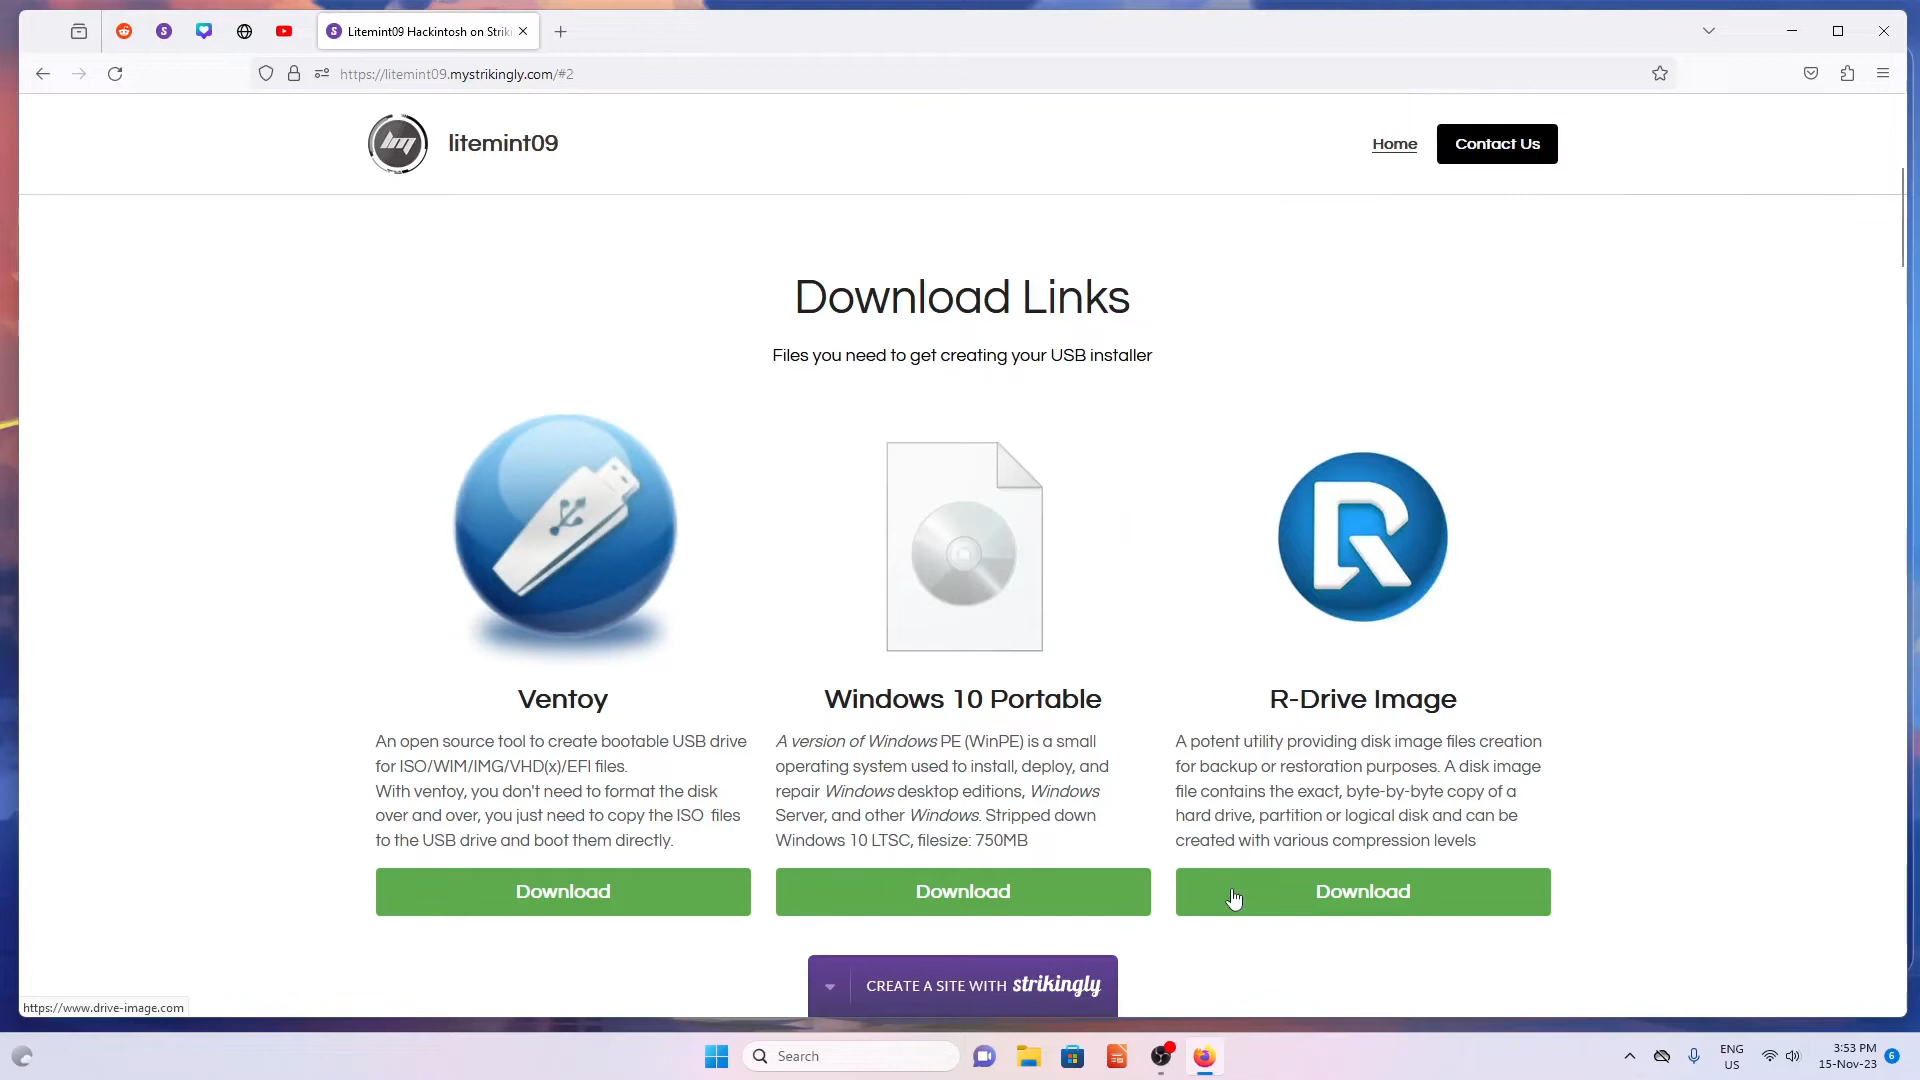 Litemint09 Hackintosh on Striki
https://litemint09.mystrikingly.com/#2
litemint09
Home
Contact Us
Download Links
Files you need to get creating your USB installer
Ventoy
An open source tool to create bootable USB drive
for ISO/WIM/IMG/VHD(x)/EFI files.
With ventoy, you don't need to format the disk
over and over, you just need to copy the ISO files
to the USB drive and boot them directly.
Download
Windows 10 Portable
A version of Windows PE (WinPE) is a small
operating system used to install, deploy, and
repair Windows desktop editions, Windows
Server, and other Windows. Stripped down
Windows 10 LTSC, filesize: 750MB
Download
R-Drive Image
A potent utility providing disk image files creation
for backup or restoration purposes. A disk image
file contains the exact, byte-by-byte copy of a
hard drive, partition or logical disk and can be
created with various compression levels
Download
CREATE A SITE WITH strikingly
https://www.drive-image.com
Search
ENG
US
3:53 PM
15-Nov-23
6